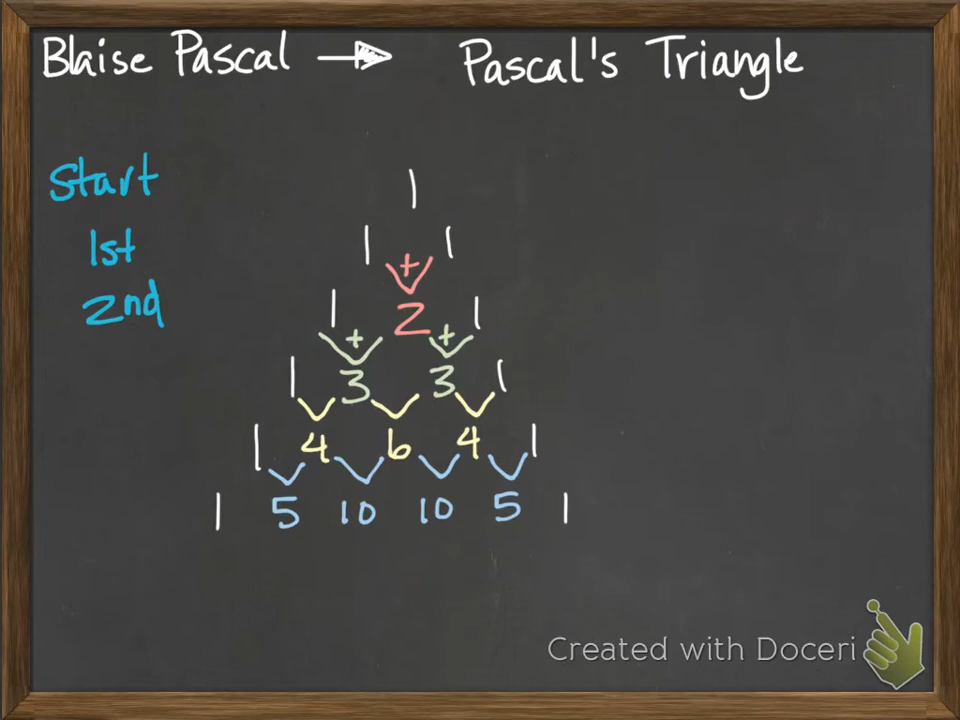 Blaise Pascal → Pascal's Triangle
Start 1
1st 1 1
+
2nd 1 2 1
+ +
1 3 3 1
1 4 6 4 1
1 5 10 10 5 1
Created with Doceri